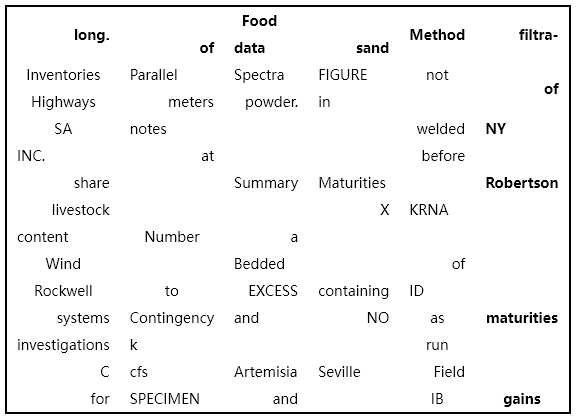 Food
long. Method filtra-
of data sand
Inventories Parallel Spectra FIGURE not
of
Highways meters powder. in
SA notes welded NY
INC. at before
share Summary Maturities Robertson
livestock X KRNA
content Number a
Wind Bedded of
Rockwell to EXCESS containing ID
systems Contingency and NO as maturities
investigations k run
C cfs Artemisia Seville Field
for SPECIMEN and IB gains